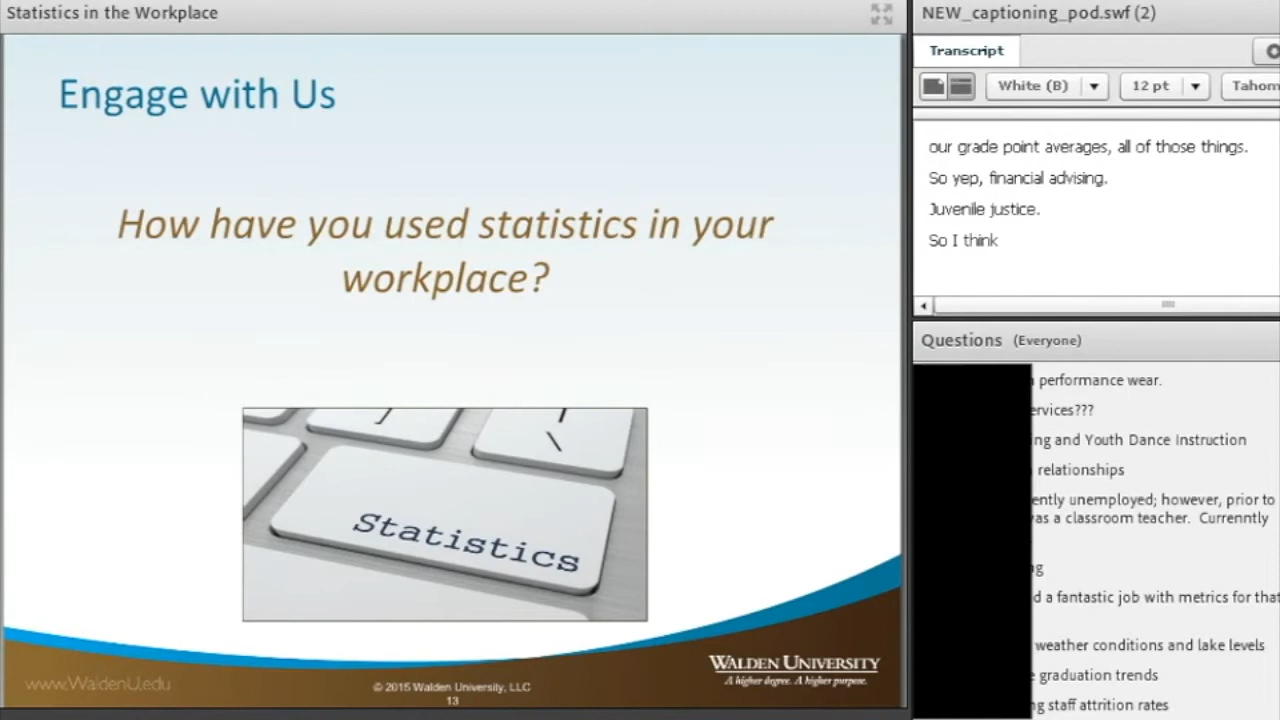 Statistics in the Workplace
Engage with Us
How have you used statistics in your
workplace?
Statistics
www.WaldenU.edu
© 2015 Walden University, LLC
13
WALDEN UNIVERSITY
A higher degree. A higher purpose.
NEW_captioning_pod.swf (2)
Transcript
White (B)
12 pt
Tahom
our grade point averages, all of those things.
So yep, financial advising.
Juvenile justice.
So I think
Questions (Everyone)
performance wear.
ervices???
ing and Youth Dance Instruction
relationships
ently unemployed; however, prior to
as a classroom teacher. Currenntly
ng
d a fantastic job with metrics for that
weather conditions and lake levels
graduation trends
ng staff attrition rates